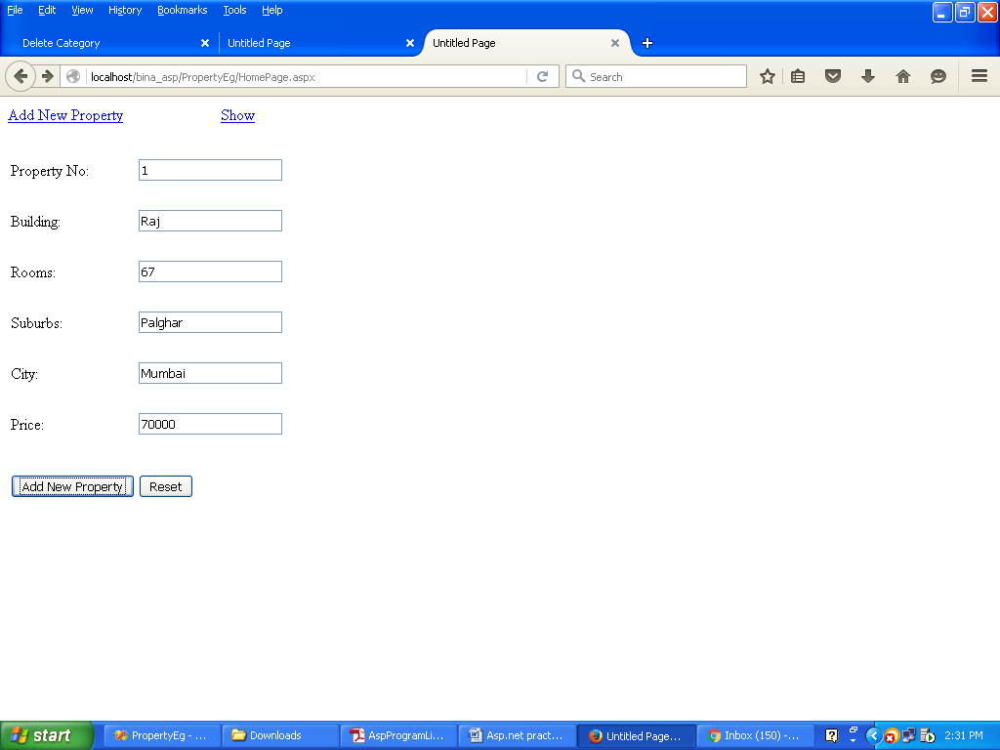 File Edit View History Bookmarks Tools Help
Delete Category Untitled Page Untitled Page
localhost/bina_asp/PropertyEg/HomePage.aspx Search
Add New Property Show
Property No: 1
Building: Raj
Rooms: 67
Suburbs: Palghar
City: Mumbai
Price: 70000
Add New Property Reset
start PropertyEg - ... Downloads AspProgramLi... Asp.net pract... Untitled Page... Inbox (150) -... 2:31 PM